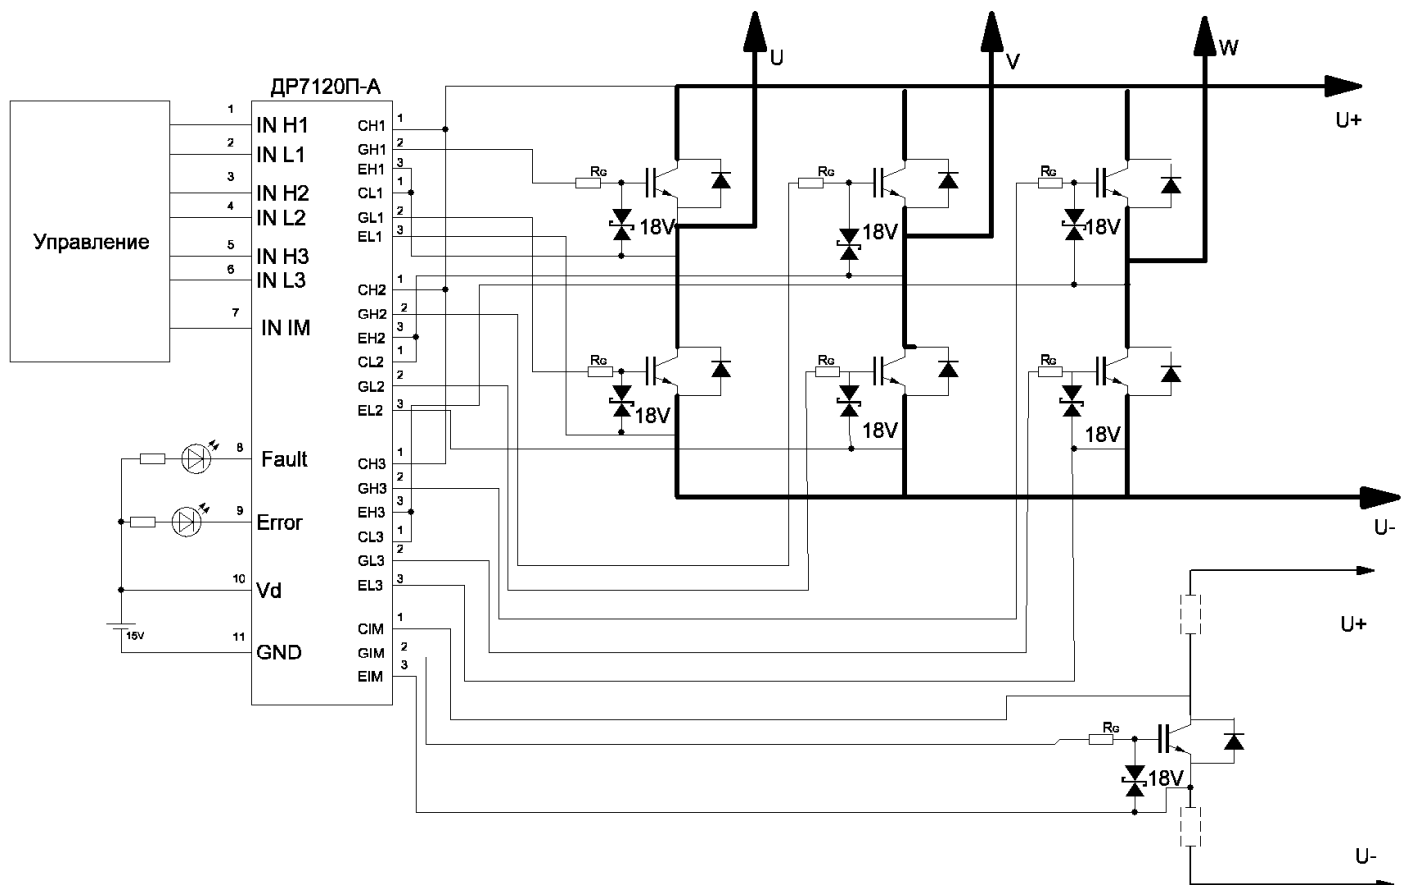 U
V
W
ДР7120П-А
U+
Управление
1
IN H1
2
IN L1
3
IN H2
4
IN L2
5
IN H3
6
IN L3
7
IN IM
8
Fault
9
Error
10
Vd
15V
11
GND
CH1
1
GH1
2
EH1
3
CL1
1
GL1
2
EL1
3
CH2
1
GH2
2
EH2
3
CL2
1
GL2
2
EL2
3
CH3
1
GH3
2
EH3
3
CL3
1
GL3
2
EL3
3
CIM
1
GIM
2
EIM
3
RG
18V
RG
18V
RG
18V
RG
18V
RG
18V
RG
18V
U-
U+
RG
18V
U-